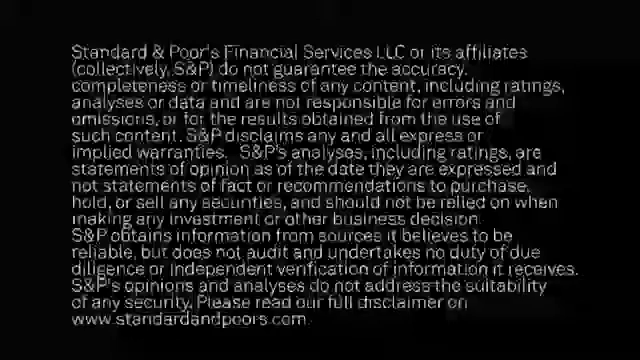 Standard & Poor's Financial Services LLC or its affiliates
(collectively, S&P) do not guarantee the accuracy,
completeness or timeliness of any content, including ratings,
analyses or data and are not responsible for errors and
omissions, or for the results obtained from the use of
such content. S&P disclaims any and all express or
implied warranties. S&P's analyses, including ratings, are
statements of opinion as of the date they are expressed and
not statements of fact or recommendations to purchase,
hold, or sell any securities, and should not be relied on when
making any investment or other business decision.
S&P obtains information from sources it believes to be
reliable, but does not audit and undertakes no duty of due
diligence or independent verification of information it receives.
S&P's opinions and analyses do not address the suitability
of any security. Please read our full disclaimer on
www.standardandpoors.com.